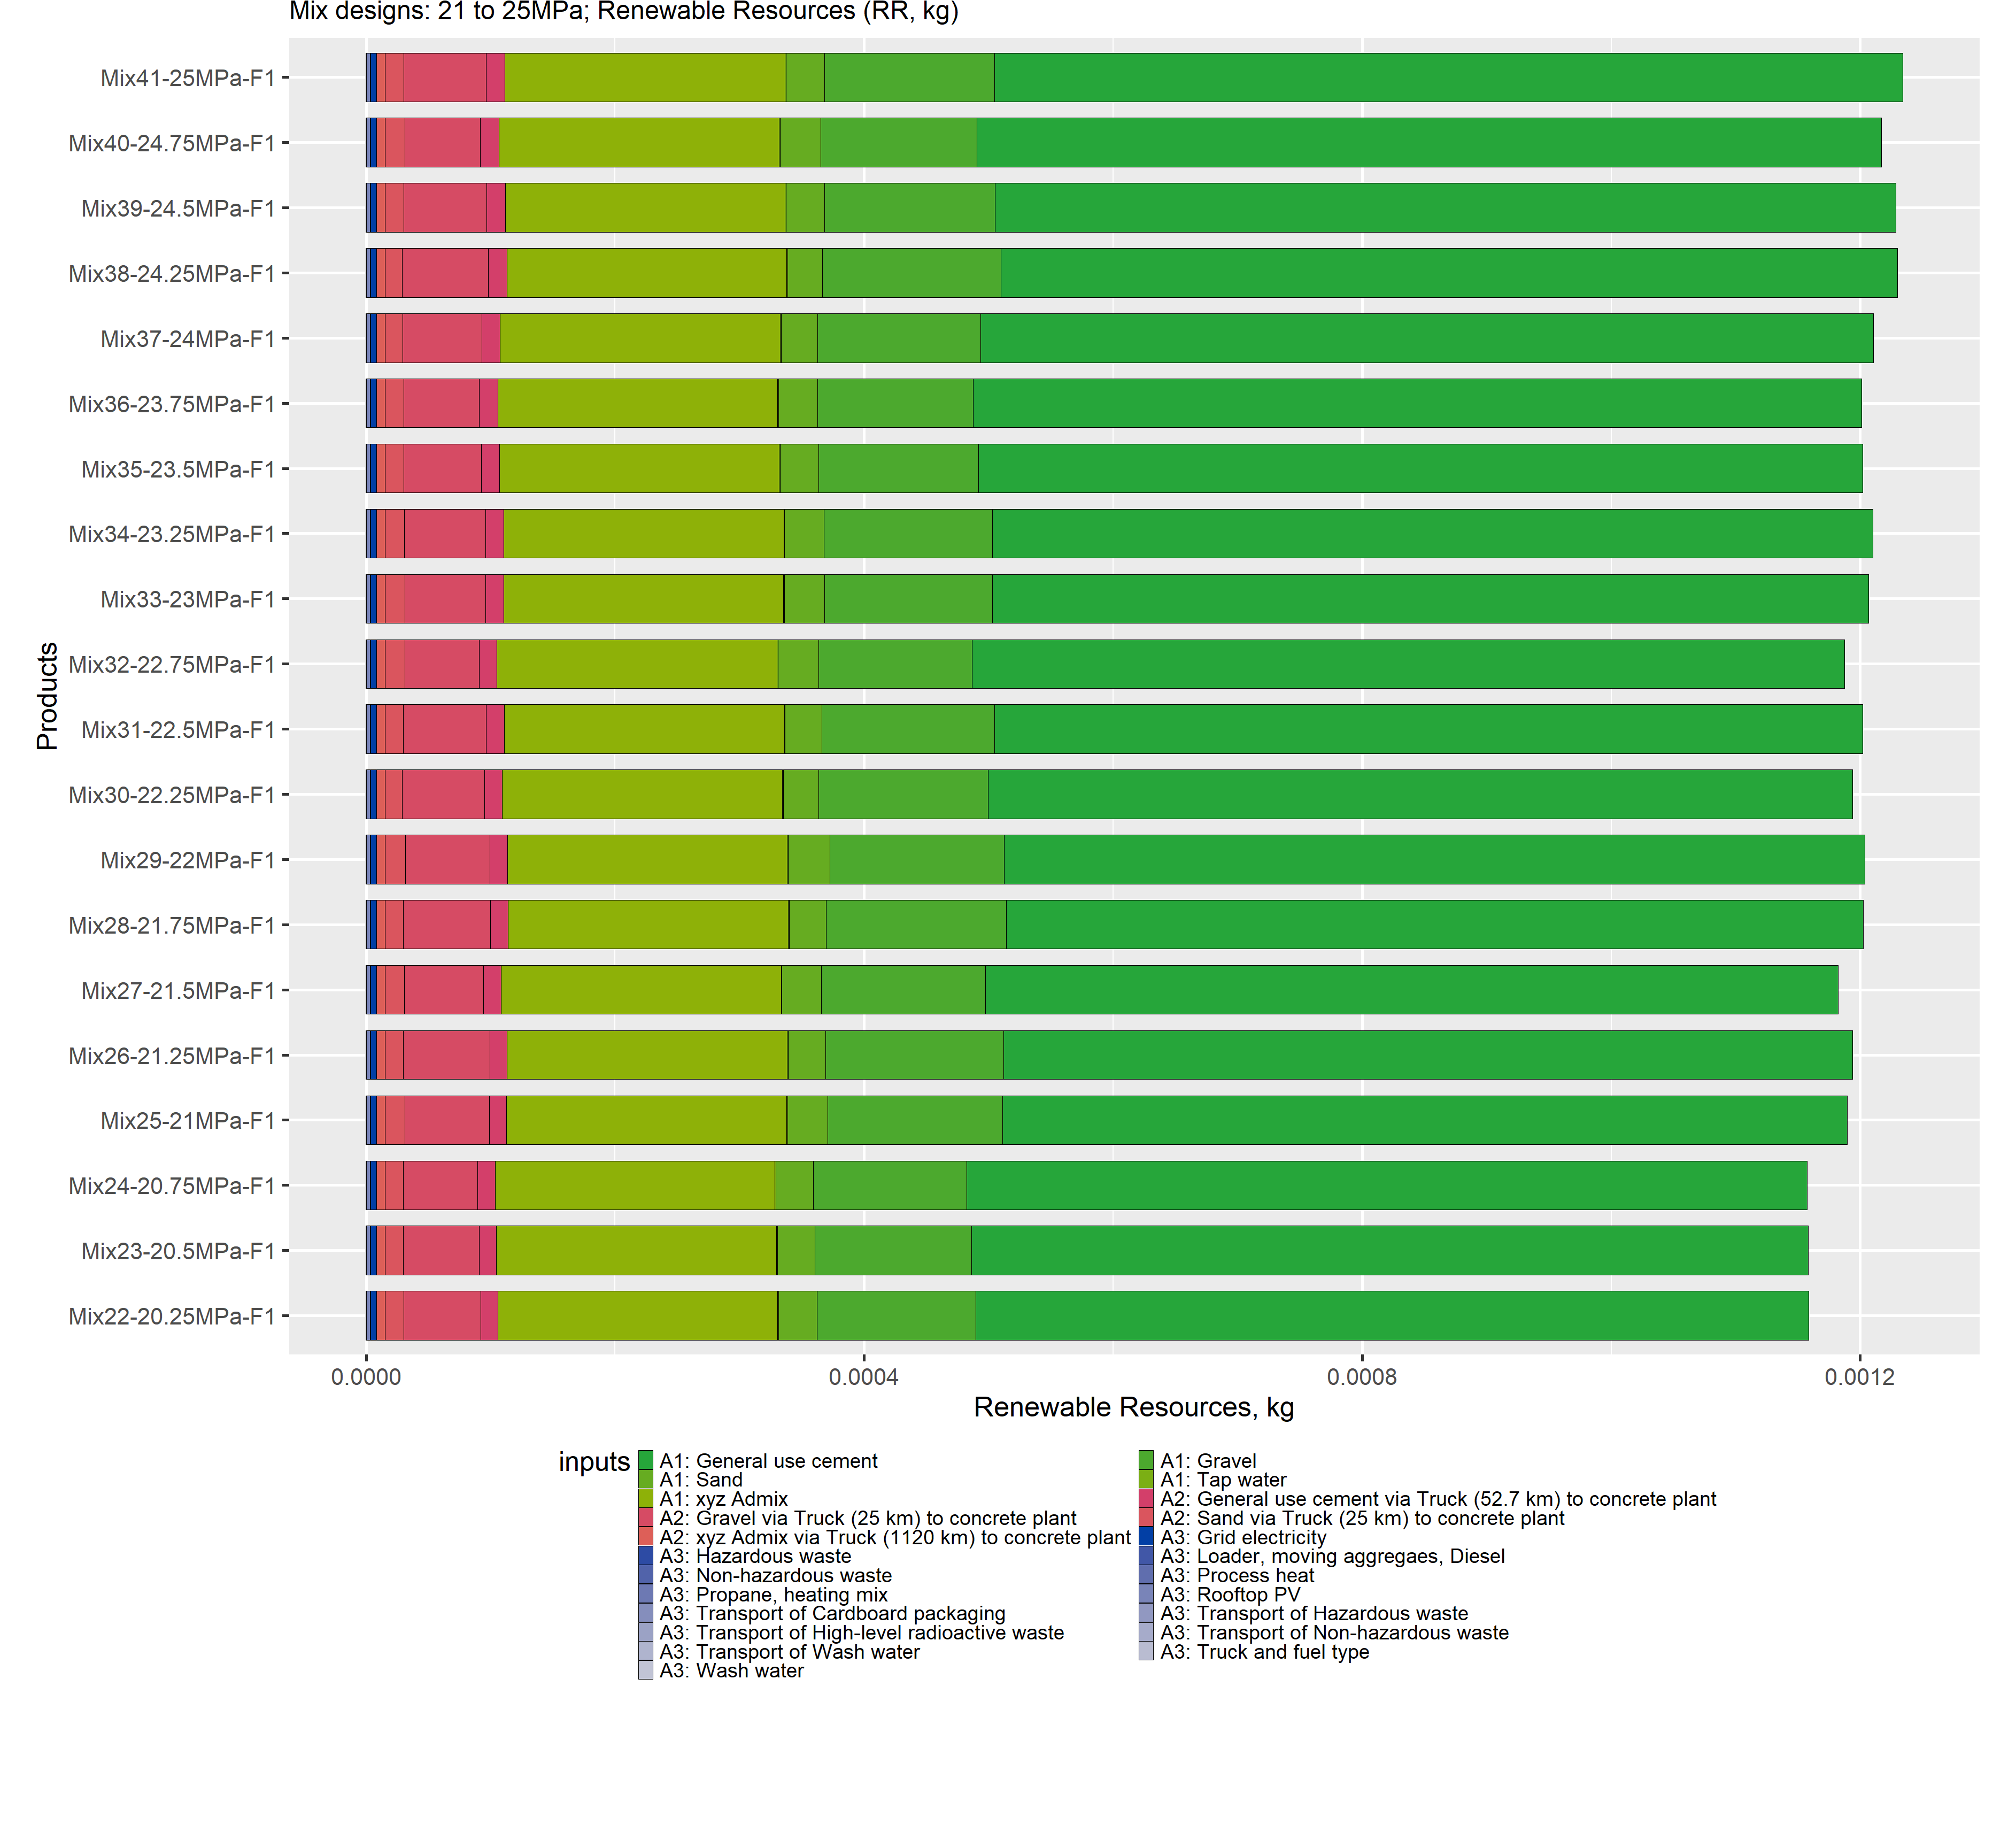 Mix designs: 21 to 25MPa; Renewable Resources (RR, kg)
Products
Mix41-25MPa-F1
Mix40-24.75MPa-F1
Mix39-24.5MPa-F1
Mix38-24.25MPa-F1
Mix37-24MPa-F1
Mix36-23.75MPa-F1
Mix35-23.5MPa-F1
Mix34-23.25MPa-F1
Mix33-23MPa-F1
Mix32-22.75MPa-F1
Mix31-22.5MPa-F1
Mix30-22.25MPa-F1
Mix29-22MPa-F1
Mix28-21.75MPa-F1
Mix27-21.5MPa-F1
Mix26-21.25MPa-F1
Mix25-21MPa-F1
Mix24-20.75MPa-F1
Mix23-20.5MPa-F1
Mix22-20.25MPa-F1
0.0000 0.0004 0.0008 0.0012
Renewable Resources, kg
inputs
A1: General use cement A1: Gravel
A1: Sand A1: Tap water
A1: xyz Admix A2: General use cement via Truck (52.7 km) to concrete plant
A2: Gravel via Truck (25 km) to concrete plant A2: Sand via Truck (25 km) to concrete plant
A2: xyz Admix via Truck (1120 km) to concrete plant A3: Grid electricity
A3: Hazardous waste A3: Loader, moving aggregaes, Diesel
A3: Non-hazardous waste A3: Process heat
A3: Propane, heating mix A3: Rooftop PV
A3: Transport of Cardboard packaging A3: Transport of Hazardous waste
A3: Transport of High-level radioactive waste A3: Transport of Non-hazardous waste
A3: Transport of Wash water A3: Truck and fuel type
A3: Wash water